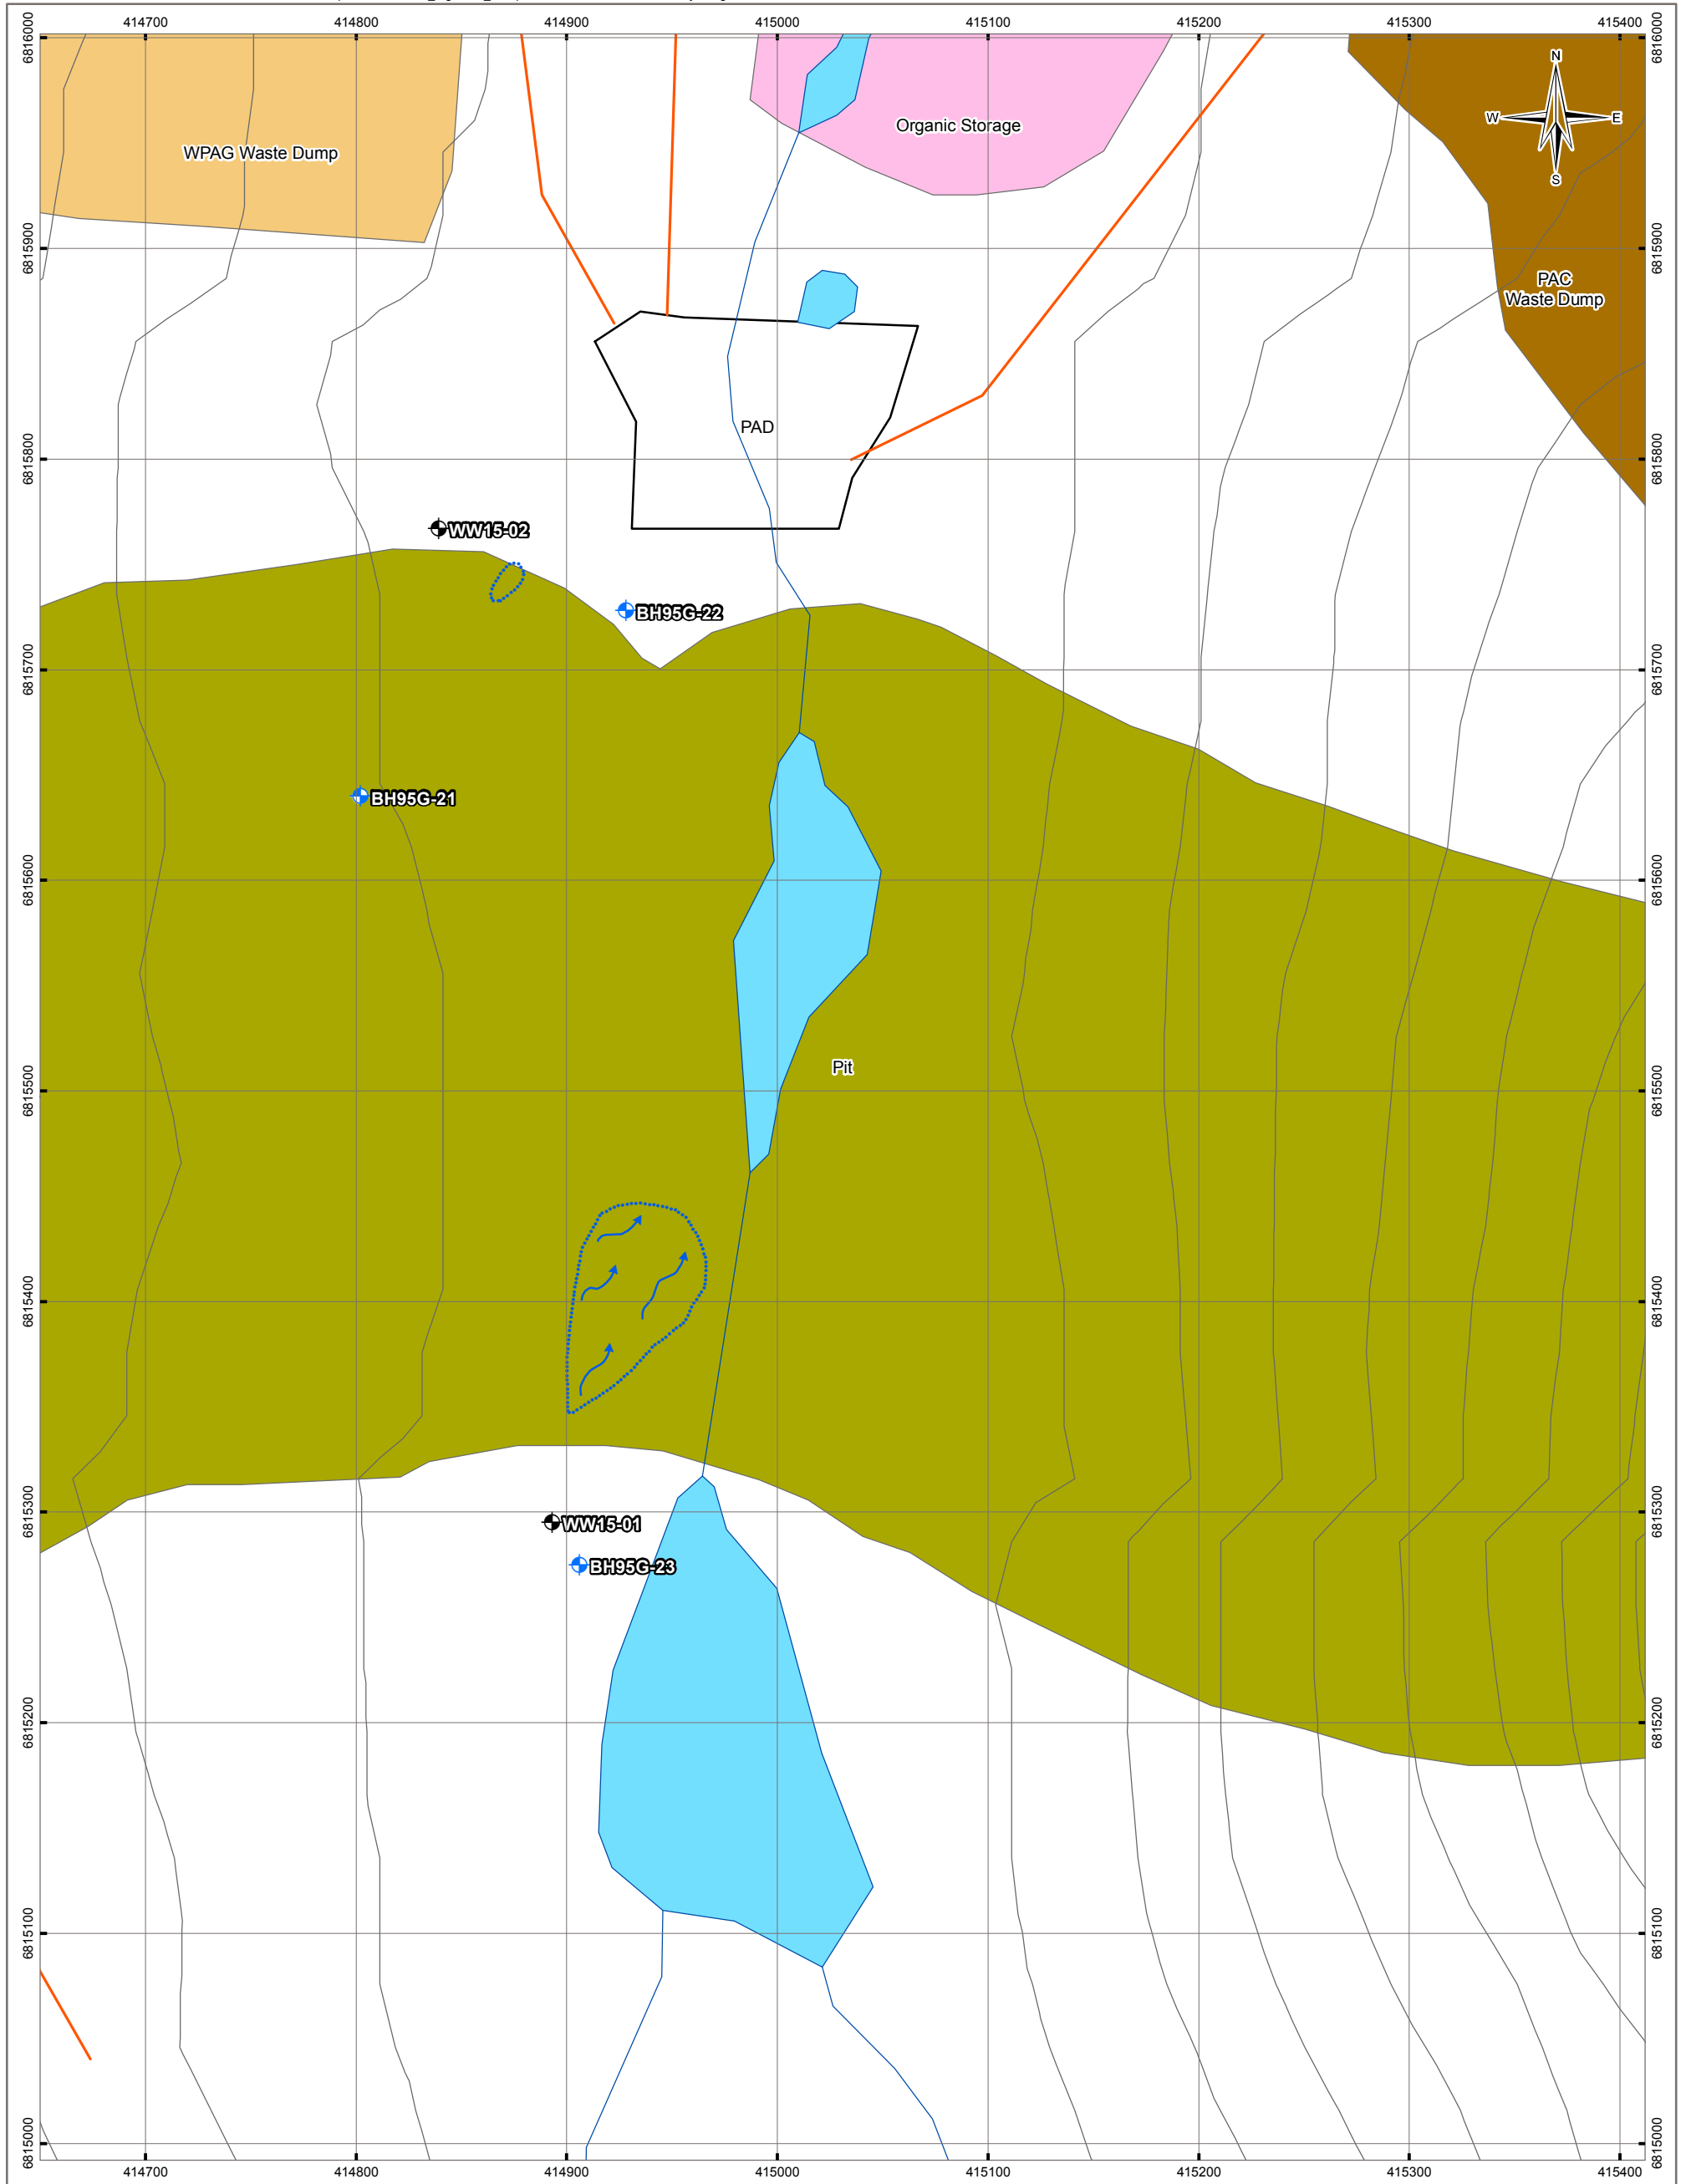 414700 414800 414900 415000 415100 415200 415300 415400
6816000 6816000
N
W E
S
Organic Storage
WPAG Waste Dump
6815900 6815900
PAC
Waste Dump
PAD
6815800 6815800
WW15-02
BH95G-22
6815700 6815700
BH95G-21
6815600 6815600
Pit
6815500 6815500
6815400 6815400
6815300 6815300
WW15-01
BH95G-23
6815200 6815200
6815100 6815100
6815000 6815000
414700 414800 414900 415000 415100 415200 415300 415400